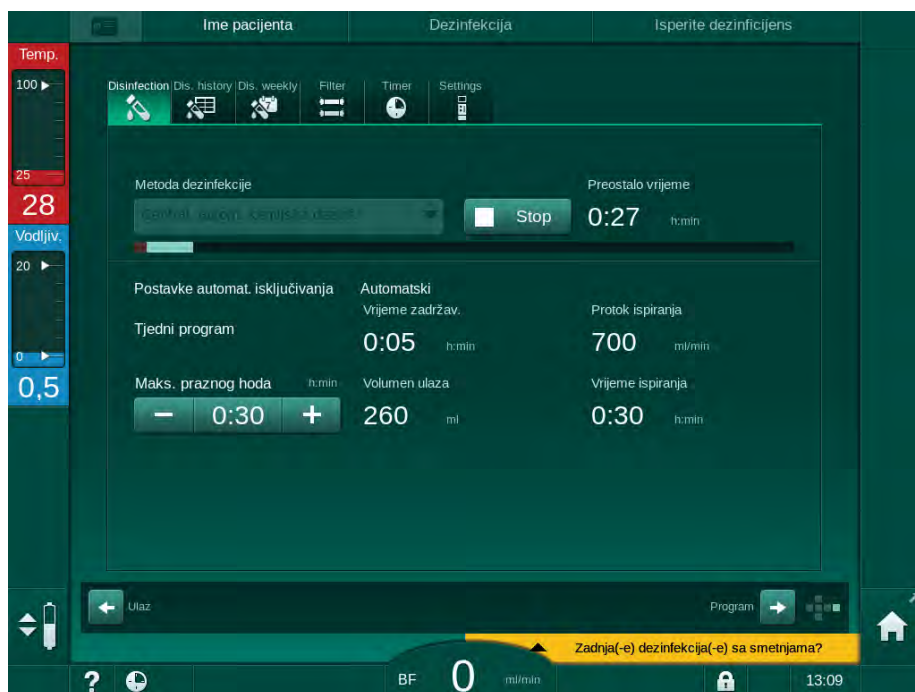 Ime pacijenta Dezinfekcija Isperite dezinficijens
Temp.
100
25
28
Vodljiv.
20
0
0,5
Disinfection Dis. history Dis. weekly Filter Timer Settings
7
Metoda dezinfekcije
Stop
Preostalo vrijeme
0:27 h:min
Postavke automat. isključivanja
Automatski
Tjedni program
Vrijeme zadržav.
0:05 h:min
Protok ispiranja
700 ml/min
Maks. praznog hoda h:min
− 0:30 +
Volumen ulaza
260 ml
Vrijeme ispiranja
0:30 h:min
Ulaz
Program
Zadnja(-e) dezinfekcija(-e) sa smetnjama?
? BF 0 ml/min 13:09